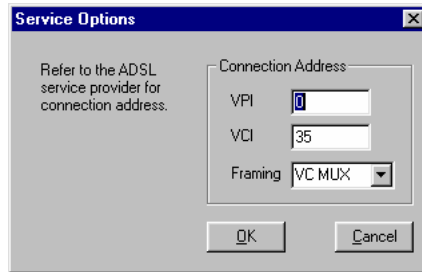 Service Options
Refer to the ADSL
service provider for
connection address.
Connection Address
VPI 0
VCI 35
Framing VC MUX
OK Cancel